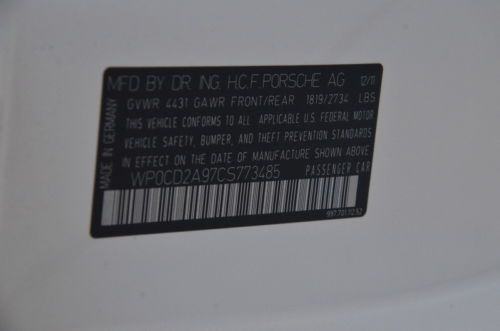 MFD BY DR. ING. H.C.F. PORSCHE AG 12/11
GVWR 4431 GAWR FRONT/REAR 1819/2734 LBS
THIS VEHICLE CONFORMS TO ALL APPLICABLE U.S. FEDERAL MOTOR
VEHICLE SAFETY, BUMPER, AND THEFT PREVENTION STANDARDS
IN EFFECT ON THE DATE OF MANUFACTURE SHOWN ABOVE
WP0CD2A97CS773485 PASSENGER CAR
MADE IN GERMANY